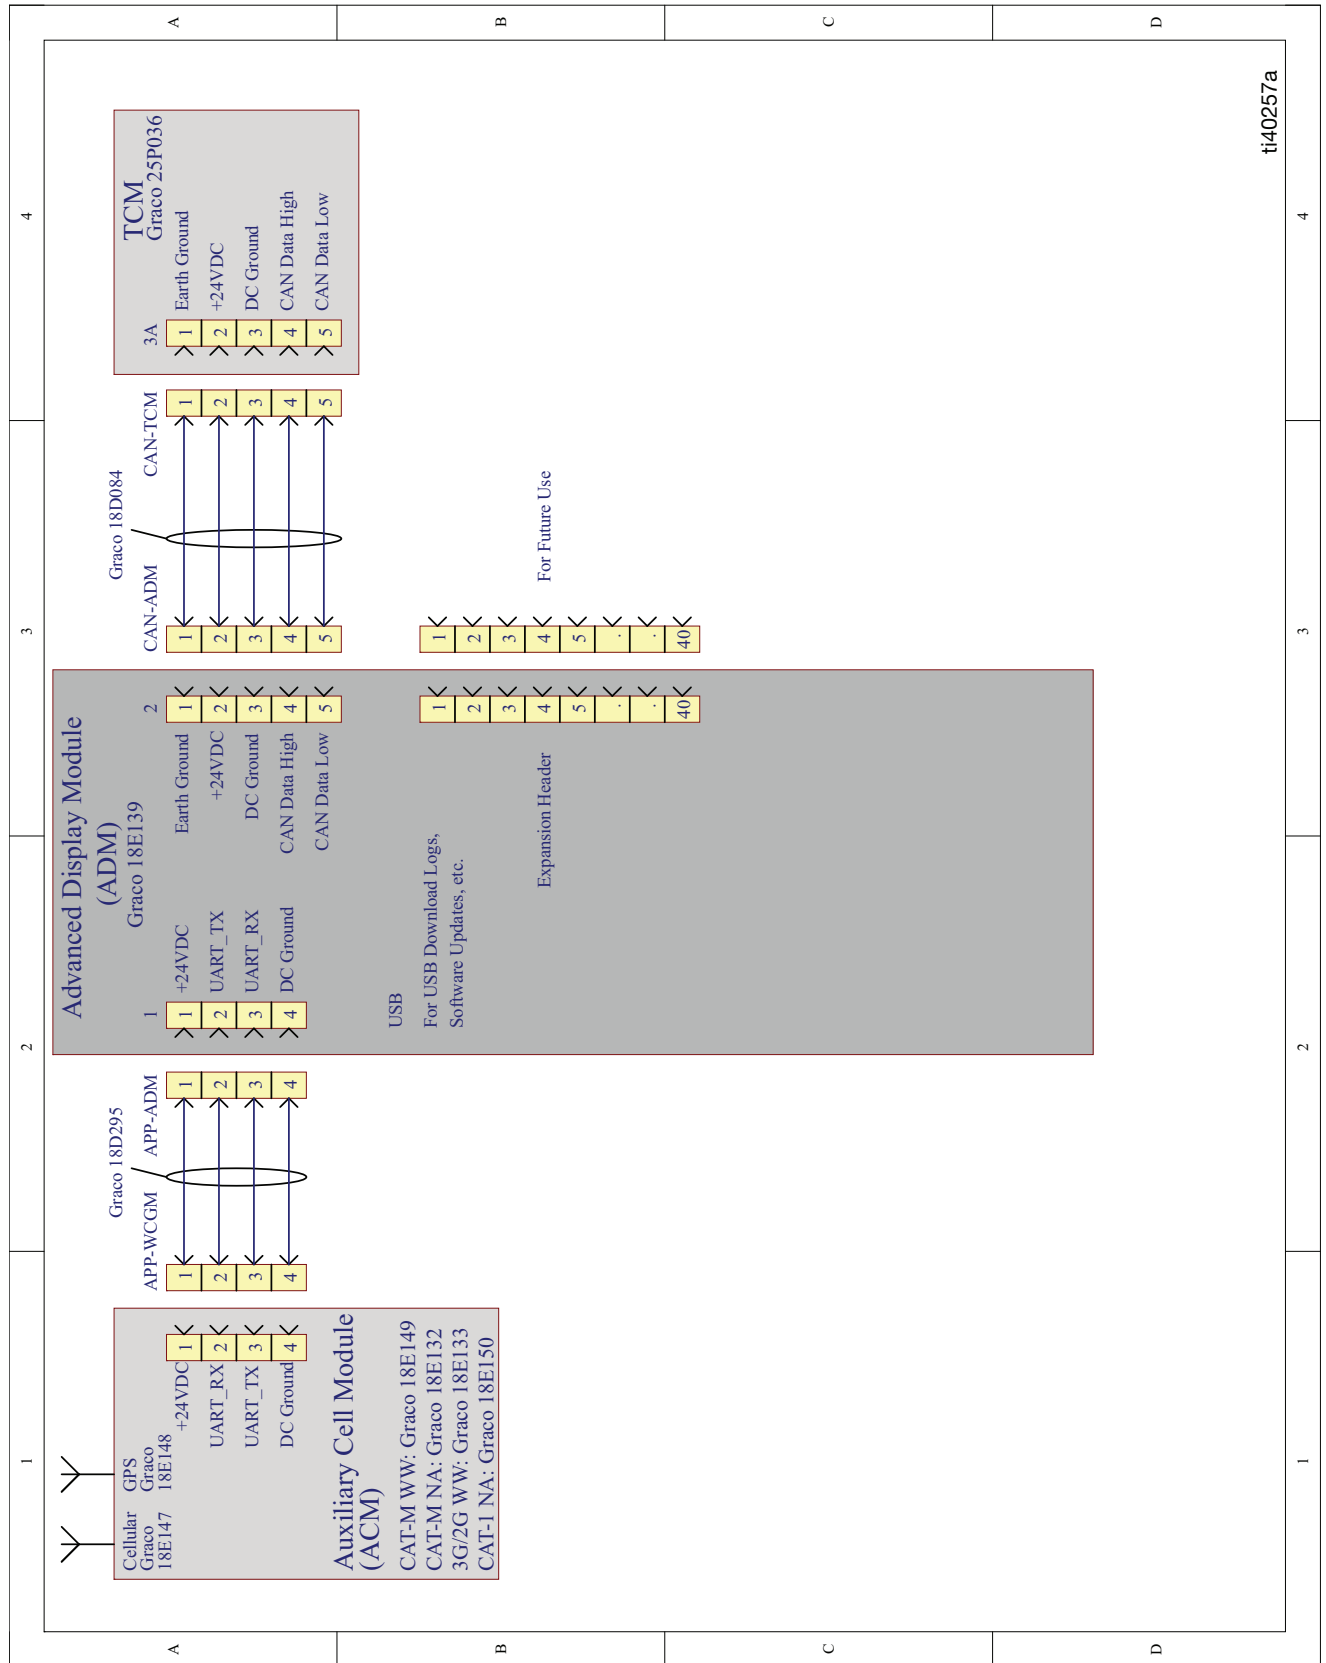 1
2
3
4
A
B
C
D
Cellular
Graco
18E147
GPS
Graco
18E148
+24VDC
UART_RX
UART_TX
DC Ground
1
2
3
4
Auxiliary Cell Module
(ACM)
CAT-M WW: Graco 18E149
CAT-M NA: Graco 18E132
3G/2G WW: Graco 18E133
CAT-1 NA: Graco 18E150
Graco 18D295
APP-WCGM
APP-ADM
1
2
3
4
1
2
3
4
Advanced Display Module
(ADM)
Graco 18E139
1
1
2
3
4
+24VDC
UART_TX
UART_RX
DC Ground
2
Earth Ground
+24VDC
DC Ground
CAN Data High
CAN Data Low
1
2
3
4
5
USB
For USB Download Logs,
Software Updates, etc.
Expansion Header
1
2
3
4
5
.
.
40
1
2
3
4
5
.
.
40
For Future Use
Graco 18D084
CAN-ADM
CAN-TCM
1
2
3
4
5
1
2
3
4
5
TCM
Graco 25P036
3A
1
2
3
4
5
Earth Ground
+24VDC
DC Ground
CAN Data High
CAN Data Low
A
B
C
D
1
2
3
4
ti40257a